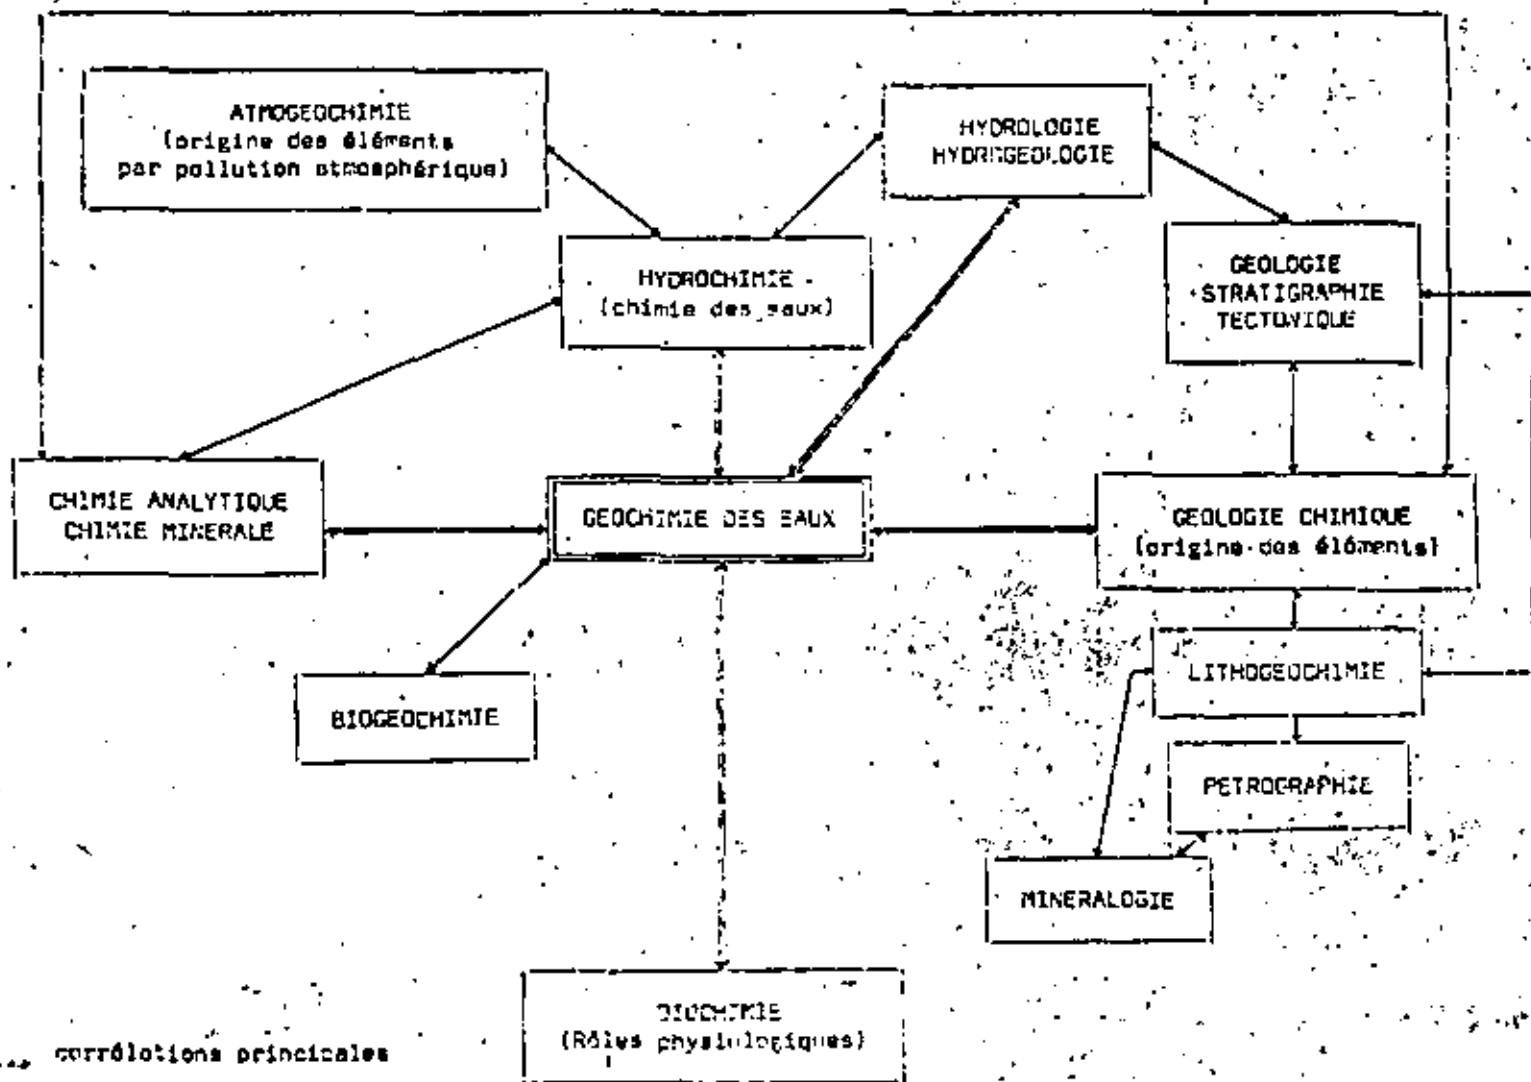 ATMOGEOCHIMIE
(origine des éléments
par pollution atmosphérique)
HYDROLOGIE
HYDROGEOLOGIE
HYDROCHIMIE
(chimie des eaux)
GEOLOGIE
STRATIGRAPHIE
TECTONIQUE
CHIMIE ANALYTIQUE
CHIMIE MINERALE
GEOCHIMIE DES EAUX
GEOLOGIE CHIMIQUE
(origine des éléments)
BIOGEOCHIMIE
LITHOGEOCHIMIE
PETROGRAPHIE
MINERALOGIE
BIOCHIMIE
(Rôles physiologiques)
corrélations principales